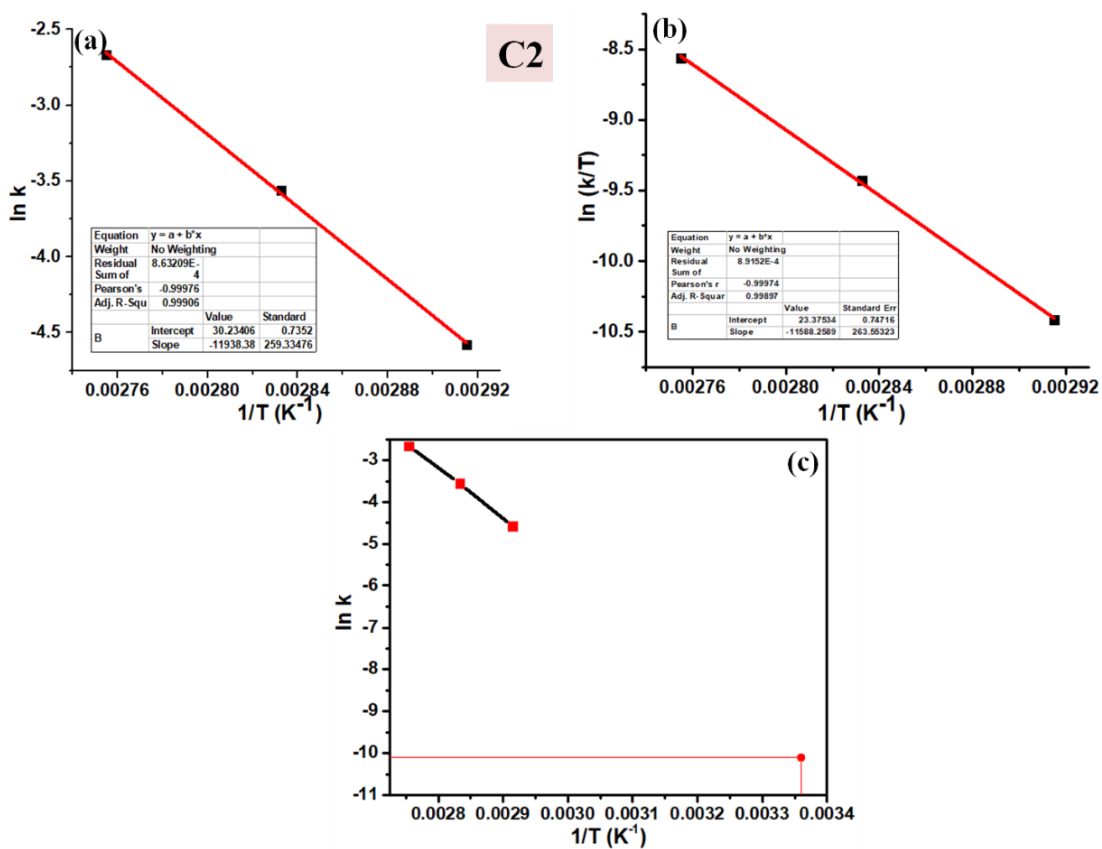 (a)
C2
ln k
-2.5
-3.0
-3.5
-4.0
-4.5
Equation y = a + b*x
Weight No Weighting
Residual Sum of 8.63209E-4
Pearson's -0.99976
Adj. R-Squ 0.99906
Value Standard
B Intercept 30.23406 0.7352
Slope -11938.38 259.33476
0.00276 0.00280 0.00284 0.00288 0.00292
1/T (K⁻¹)
(b)
ln (k/T)
-8.5
-9.0
-9.5
-10.0
-10.5
Equation y = a + b*x
Weight No Weighting
Residual Sum of 8.9152E-4
Pearson's r -0.99974
Adj. R-Squar 0.99897
Value Standard Err
B Intercept 23.37534 0.74716
Slope -11588.2589 263.55323
0.00276 0.00280 0.00284 0.00288 0.00292
1/T (K⁻¹)
(c)
ln k
-3
-4
-5
-6
-7
-8
-9
-10
-11
0.0028 0.0029 0.0030 0.0031 0.0032 0.0033 0.0034
1/T (K⁻¹)